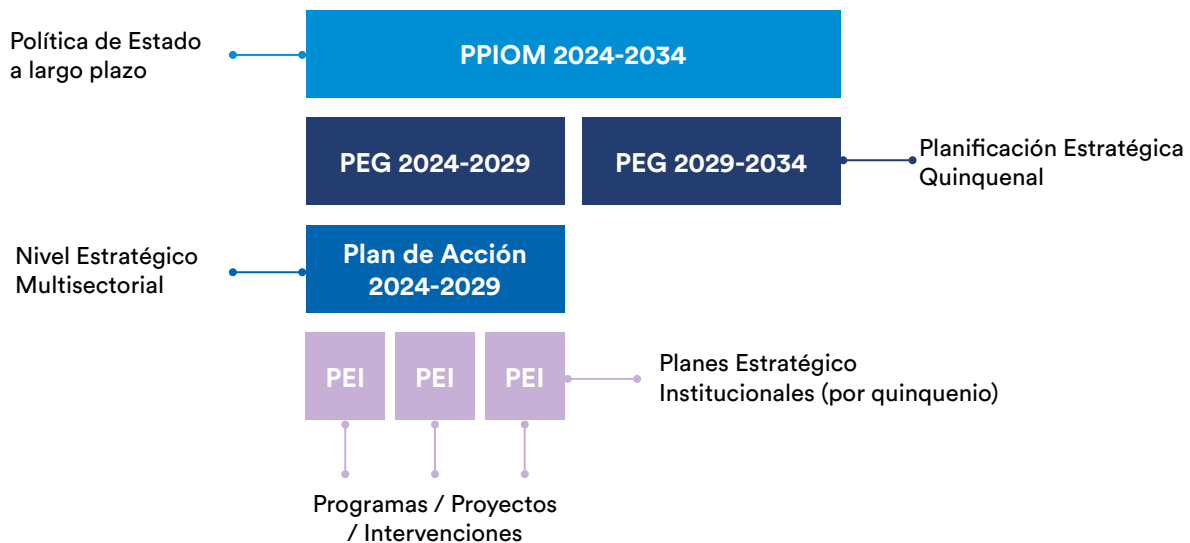 Política de Estado
a largo plazo
PPIOM 2024-2034
PEG 2024-2029
PEG 2029-2034
Planificación Estratégica
Quinquenal
Nivel Estratégico
Multisectorial
Plan de Acción
2024-2029
PEI
PEI
PEI
Planes Estratégico
Institucionales (por quinquenio)
Programas / Proyectos
/ Intervenciones